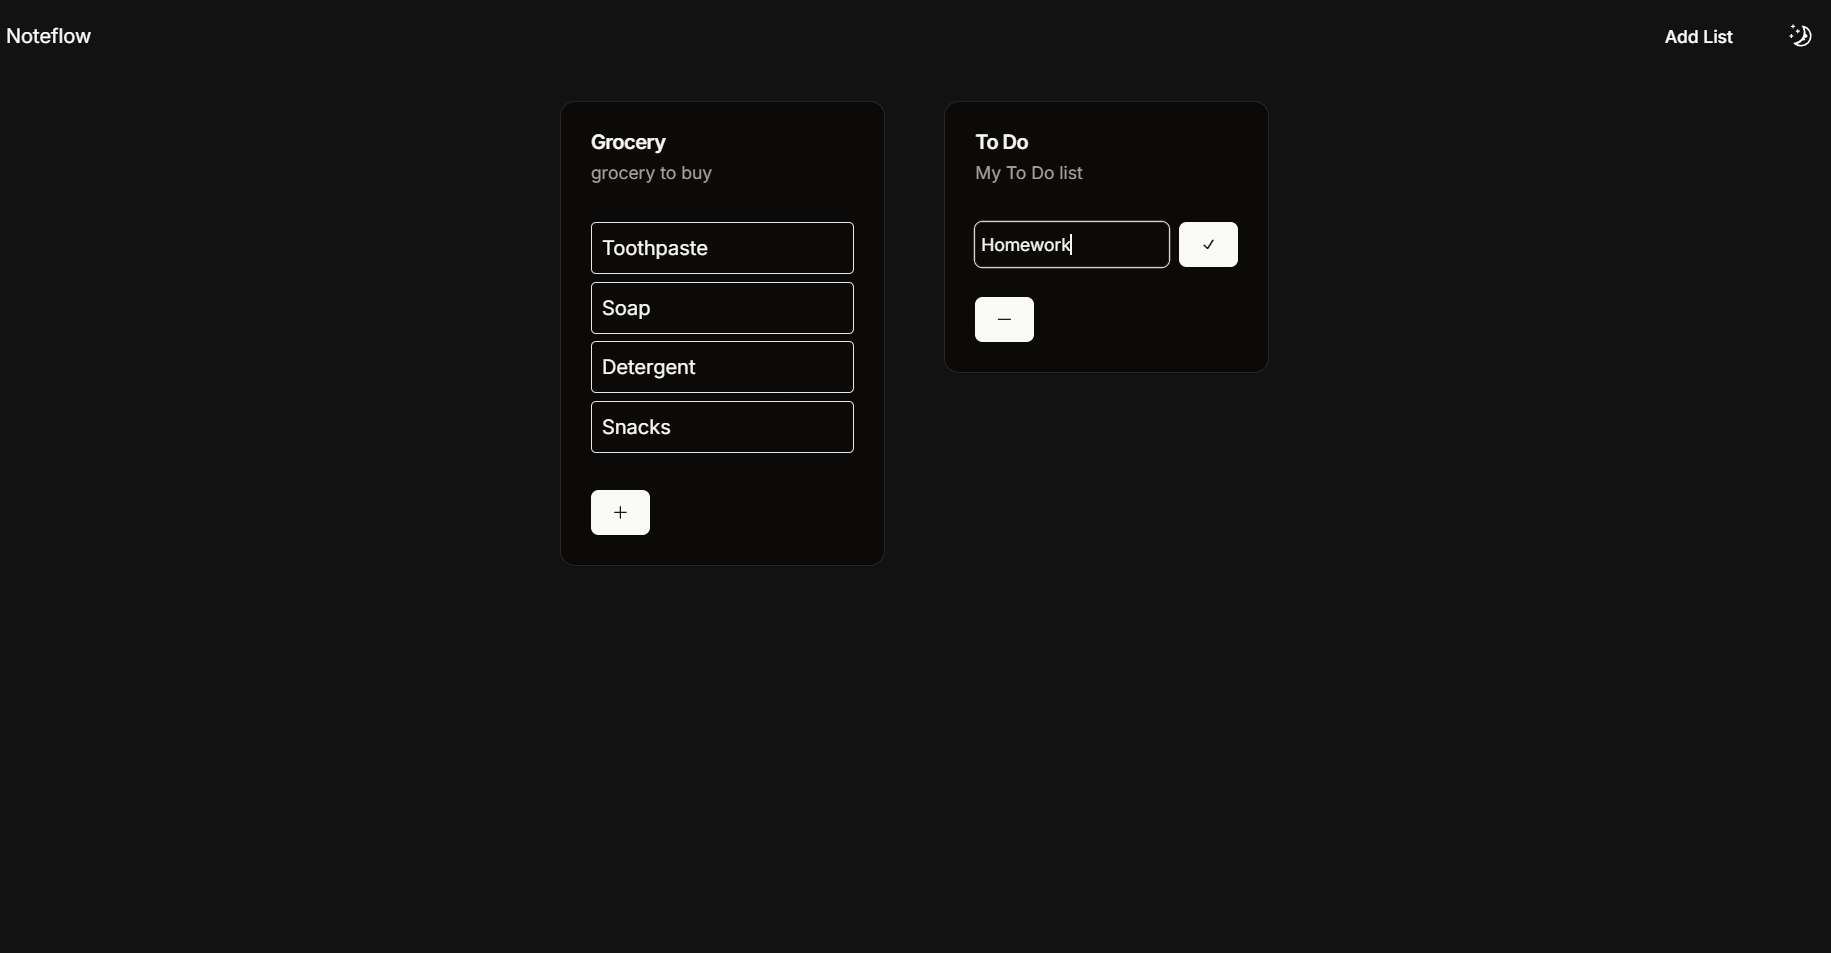 Noteflow
Add List
Grocery
grocery to buy
Toothpaste
Soap
Detergent
Snacks
To Do
My To Do list
Homework